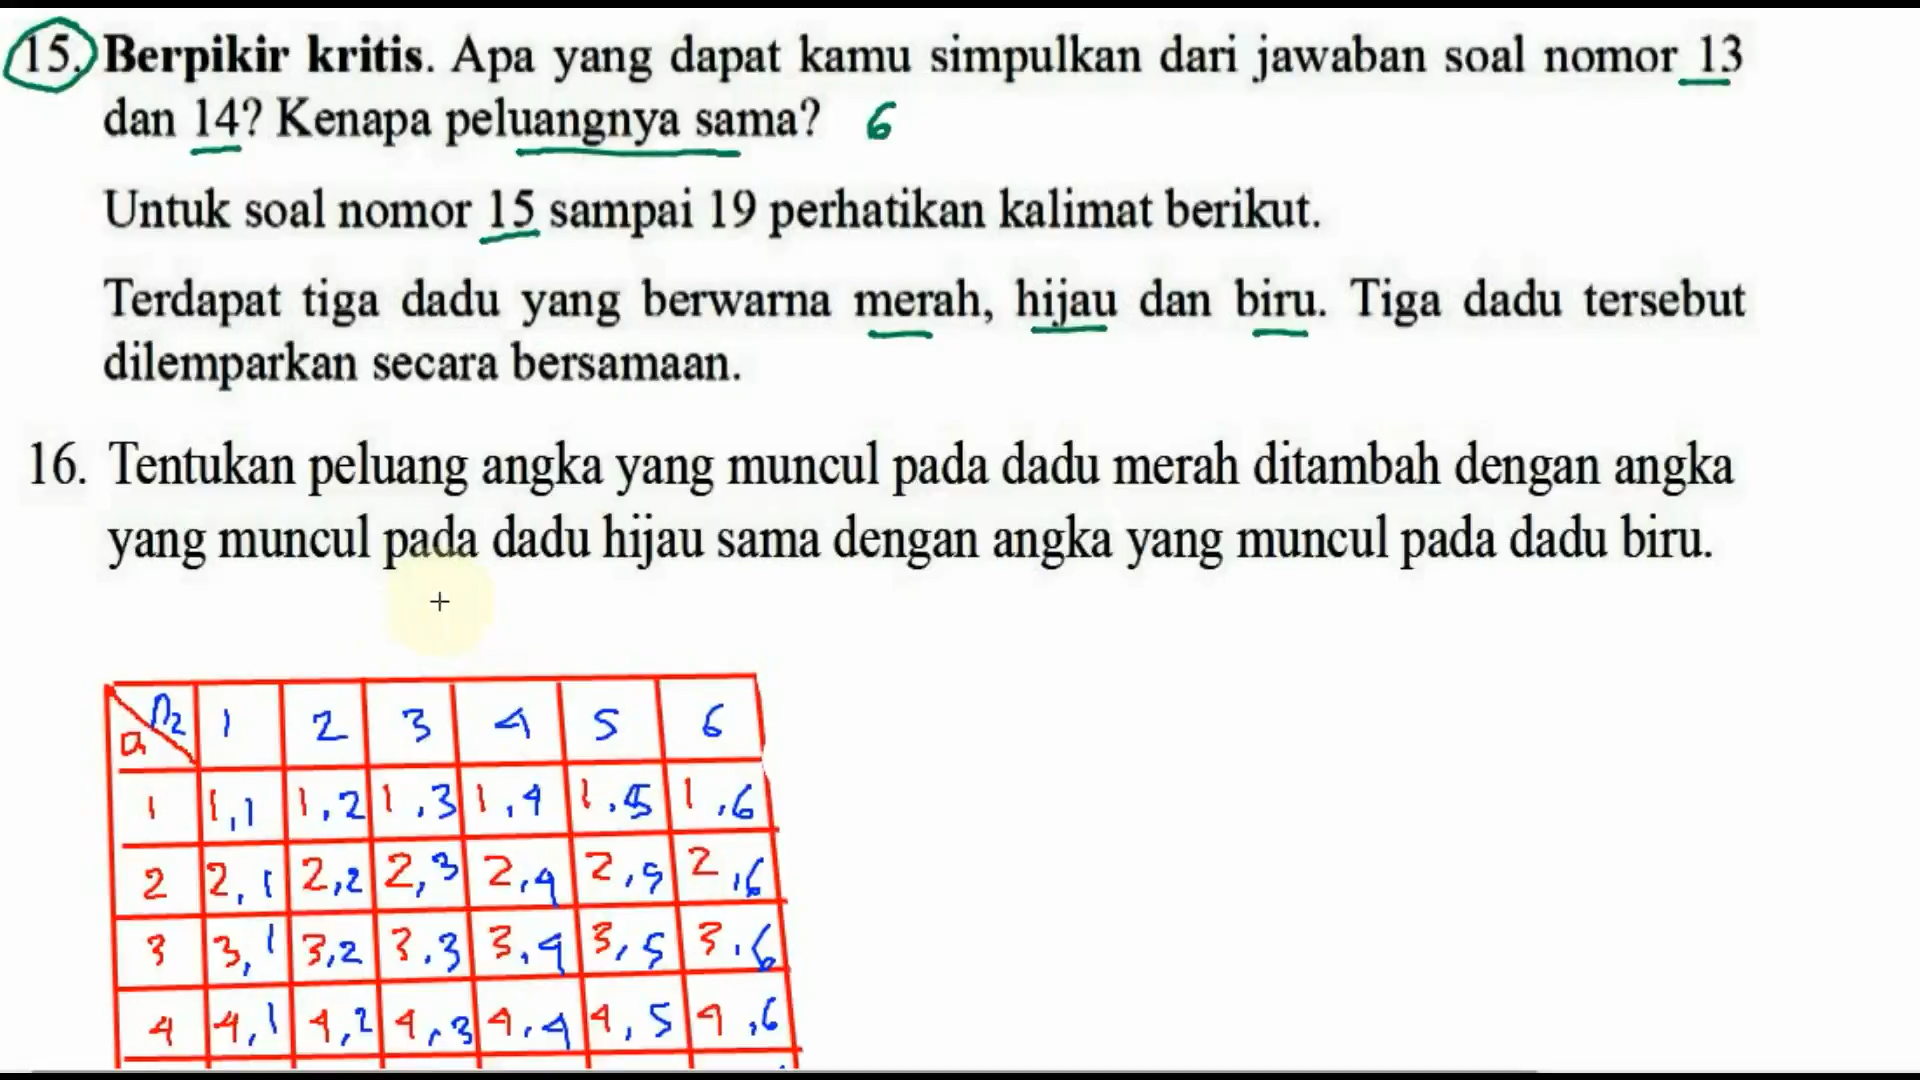 15. Berpikir kritis. Apa yang dapat kamu simpulkan dari jawaban soal nomor 13
dan 14? Kenapa peluangnya sama? 6
Untuk soal nomor 15 sampai 19 perhatikan kalimat berikut.
Terdapat tiga dadu yang berwarna merah, hijau dan biru. Tiga dadu tersebut
dilemparkan secara bersamaan.
16. Tentukan peluang angka yang muncul pada dadu merah ditambah dengan angka
yang muncul pada dadu hijau sama dengan angka yang muncul pada dadu biru.
1 2 3 4 5 6
1 1,1 1,2 1,3 1,4 1,5 1,6
2 2,1 2,2 2,3 2,4 2,5 2,6
3 3,1 3,2 3,3 3,4 3,5 3,6
4 4,1 4,2 4,3 4,4 4,5 4,6